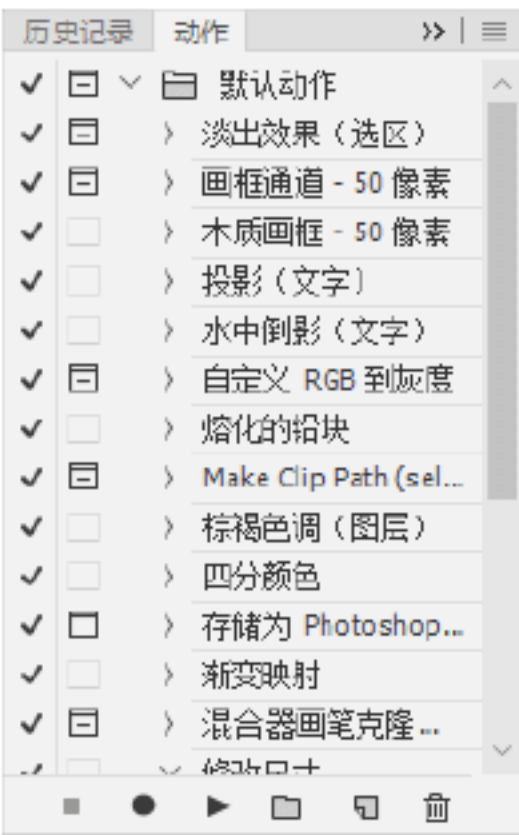 历史记录 动作
默认动作
淡出效果（选区）
画框通道 - 50 像素
木质画框 - 50 像素
投影（文字）
水中倒影（文字）
自定义 RGB 到灰度
熔化的铅块
Make Clip Path (sel...
棕褐色调（图层）
四分颜色
存储为 Photoshop...
渐变映射
混合器画笔克隆 ...
修改尺寸